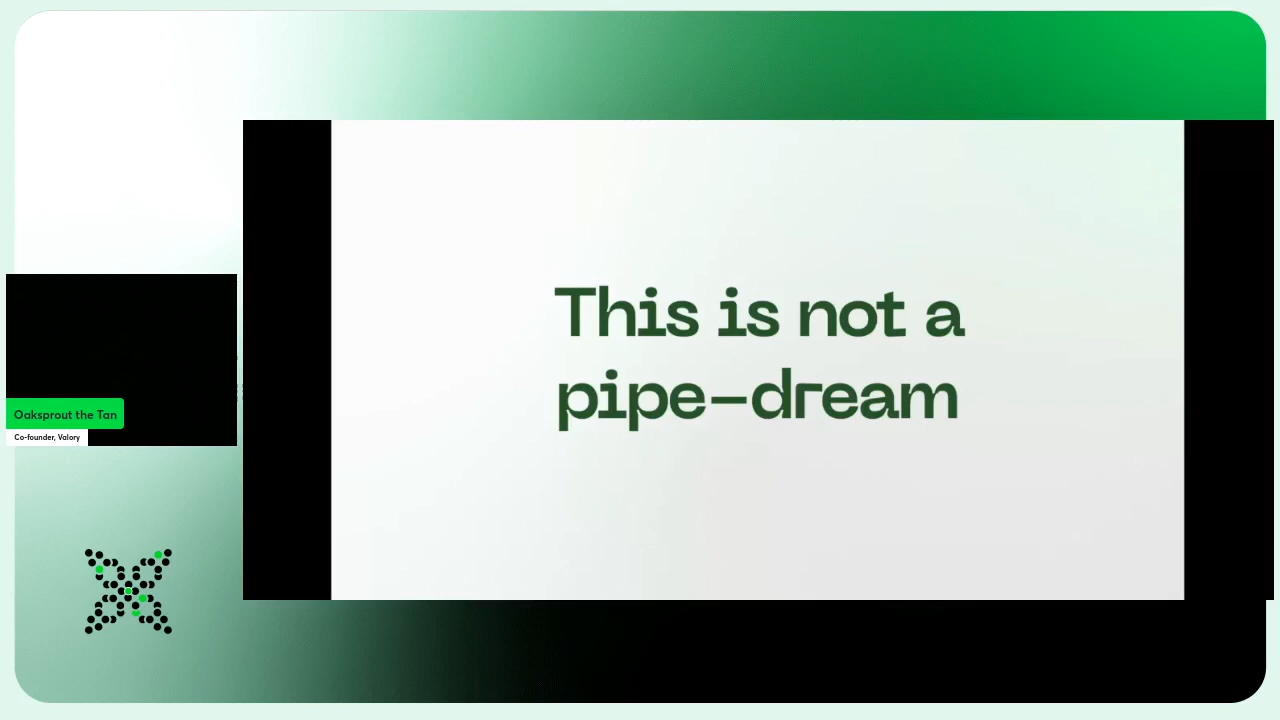 This is not a
pipe-dream
Oaksprout the Tan
Co-founder, Valory